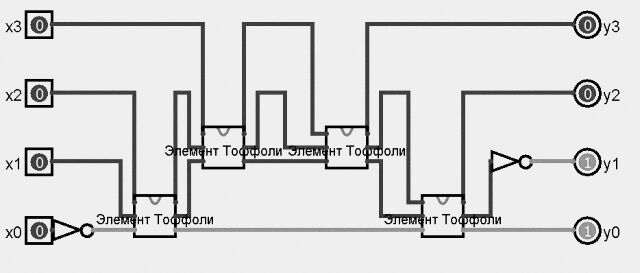 x3 0 0 y3
x2 0 0 y2
Элемент Тоффоли Элемент Тоффоли
x1 0 1 y1
Элемент Тоффоли Элемент Тоффоли
x0 0 1 y0